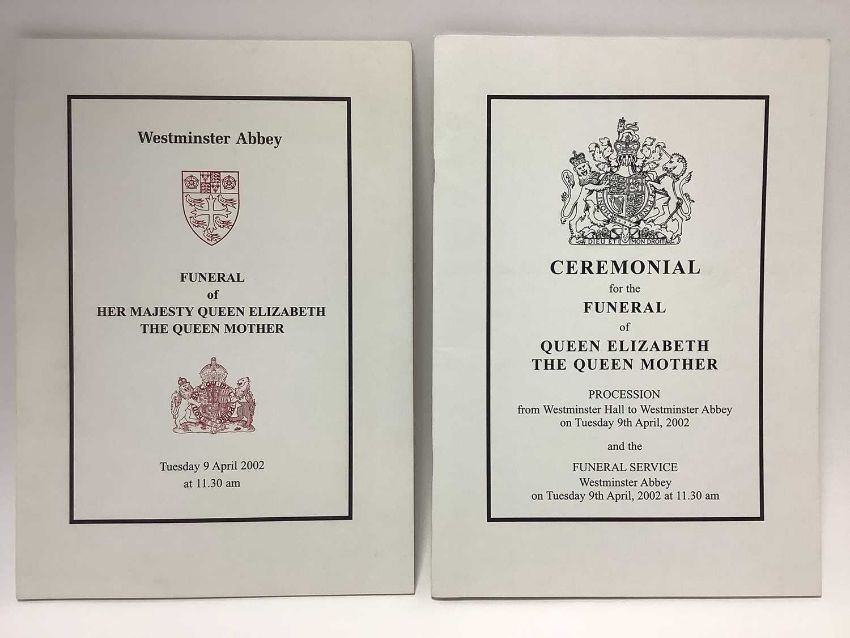 Westminster Abbey
FUNERAL
of
HER MAJESTY QUEEN ELIZABETH
THE QUEEN MOTHER
Tuesday 9 April 2002
at 11.30 am
DIEU ET MON DROIT
CEREMONIAL
for the
FUNERAL
of
QUEEN ELIZABETH
THE QUEEN MOTHER
PROCESSION
from Westminster Hall to Westminster Abbey
on Tuesday 9th April, 2002
and the
FUNERAL SERVICE
Westminster Abbey
on Tuesday 9th April, 2002 at 11.30 am